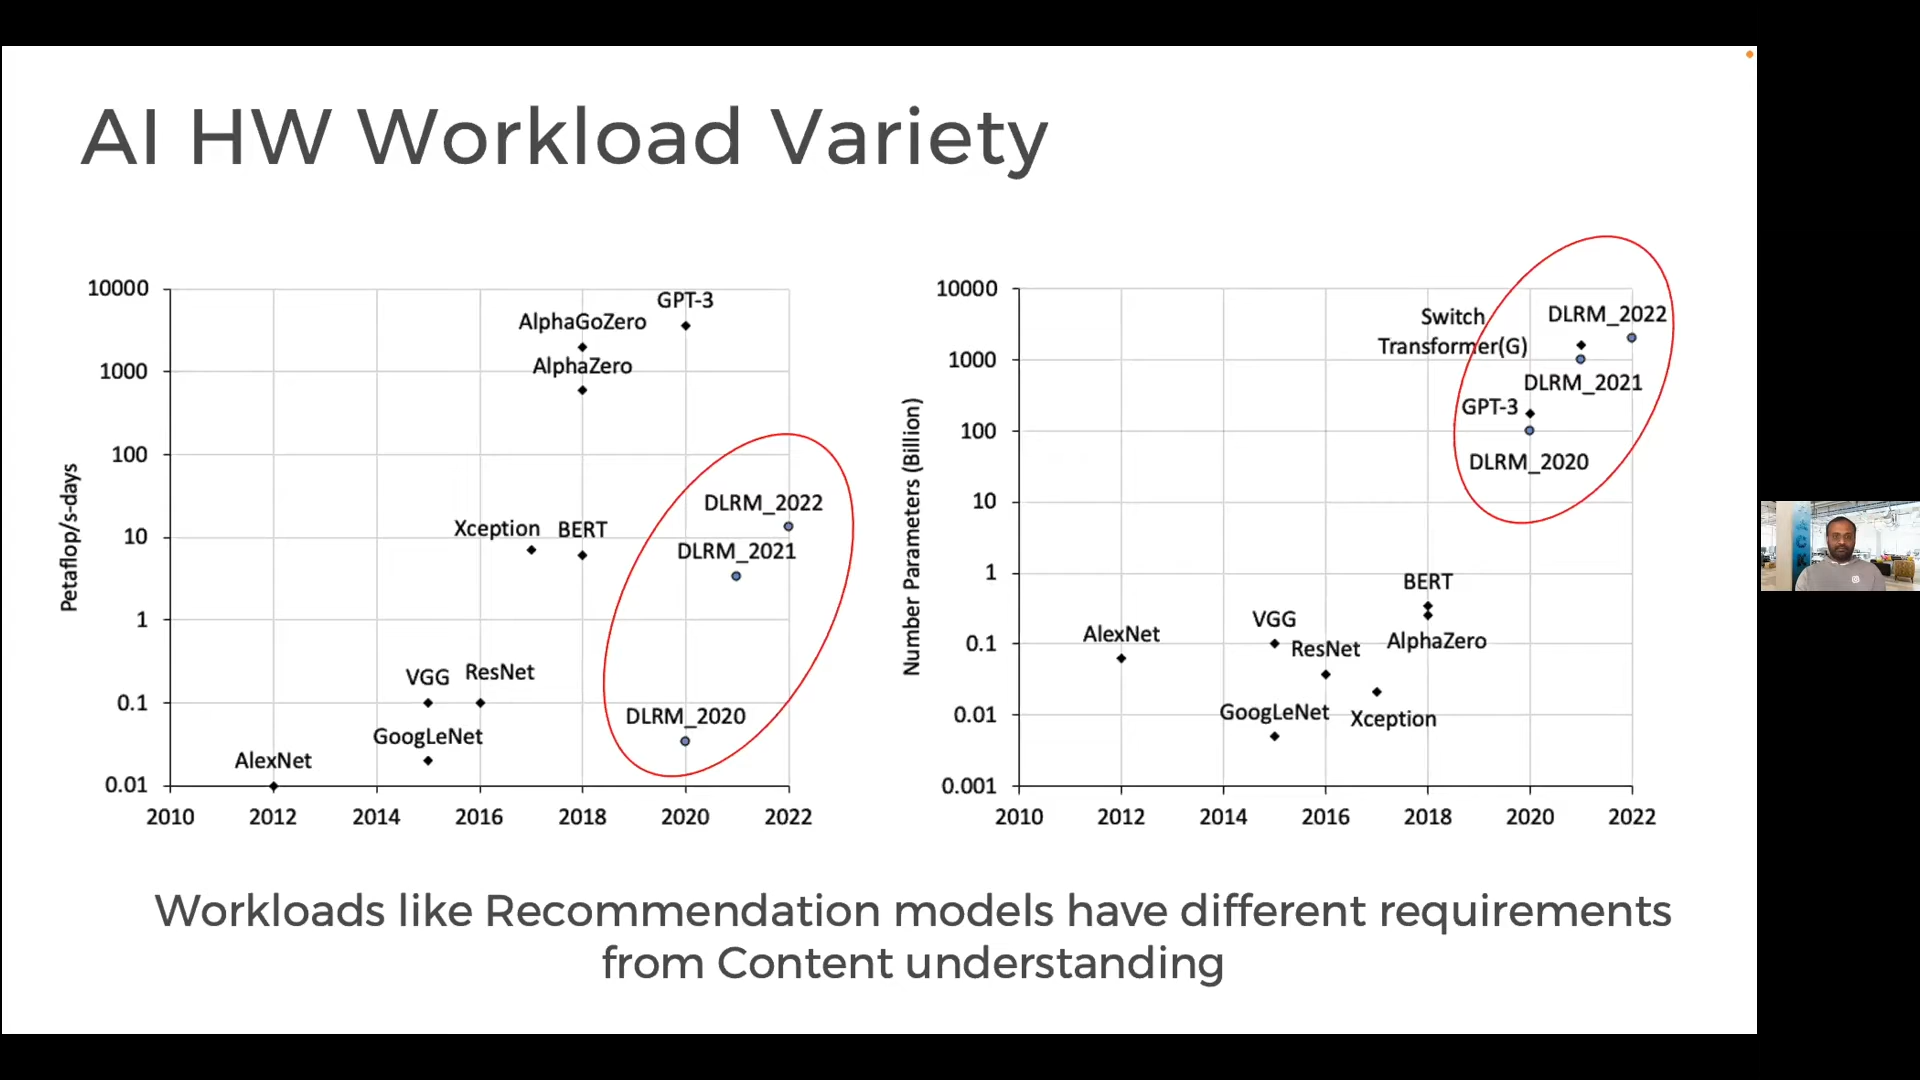 AI HW Workload Variety
10000
1000
100
10
1
0.1
0.01
Petaflop/s-days
2010 2012 2014 2016 2018 2020 2022
GPT-3
AlphaGoZero
AlphaZero
DLRM_2022
Xception BERT
DLRM_2021
VGG ResNet
DLRM_2020
GoogLeNet
AlexNet
10000
1000
100
10
1
0.1
0.01
0.001
Number Parameters (Billion)
2010 2012 2014 2016 2018 2020 2022
Switch
Transformer(G)
DLRM_2022
DLRM_2021
GPT-3
DLRM_2020
BERT
VGG
AlexNet
ResNet
AlphaZero
GoogLeNet
Xception
Workloads like Recommendation models have different requirements
from Content understanding